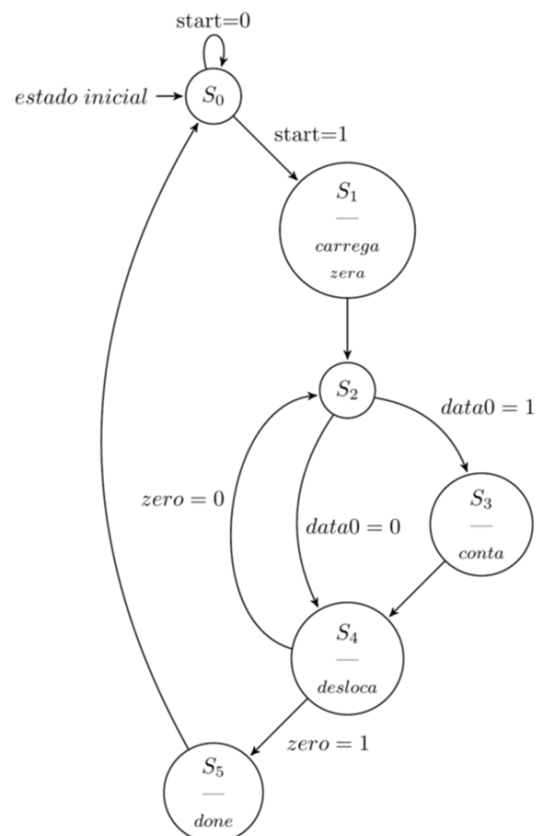 start=0
estado inicial
S₀
start=1
S₁
—
carrega
zera
S₂
data0 = 1
zero = 0
data0 = 0
S₃
—
conta
S₄
—
desloca
zero = 1
S₅
—
done